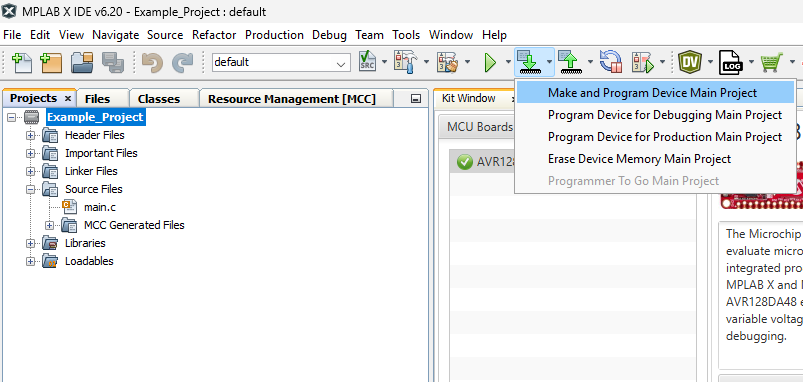 MPLAB X IDE v6.20 - Example_Project : default
File Edit View Navigate Source Refactor Production Debug Team Tools Window Help
default
SRC
DV
LOG
Projects
Files
Classes
Resource Management [MCC]
Kit Window
Example_Project
Header Files
Important Files
Linker Files
Source Files
main.c
MCC Generated Files
Libraries
Loadables
MCU Boards
AVR128
Make and Program Device Main Project
Program Device for Debugging Main Project
Program Device for Production Main Project
Erase Device Memory Main Project
Programmer To Go Main Project
The Microchip
evaluate micro
integrated pro
MPLAB X and
AVR128DA48 e
variable voltag
debugging.